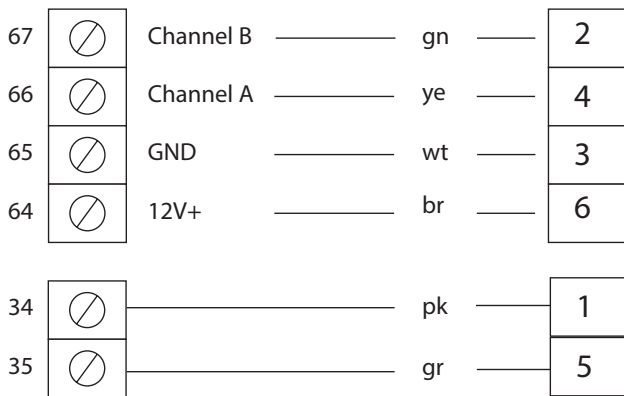 67 Channel B gn 2
66 Channel A ye 4
65 GND wt 3
64 12V+ br 6
34 pk 1
35 gr 5